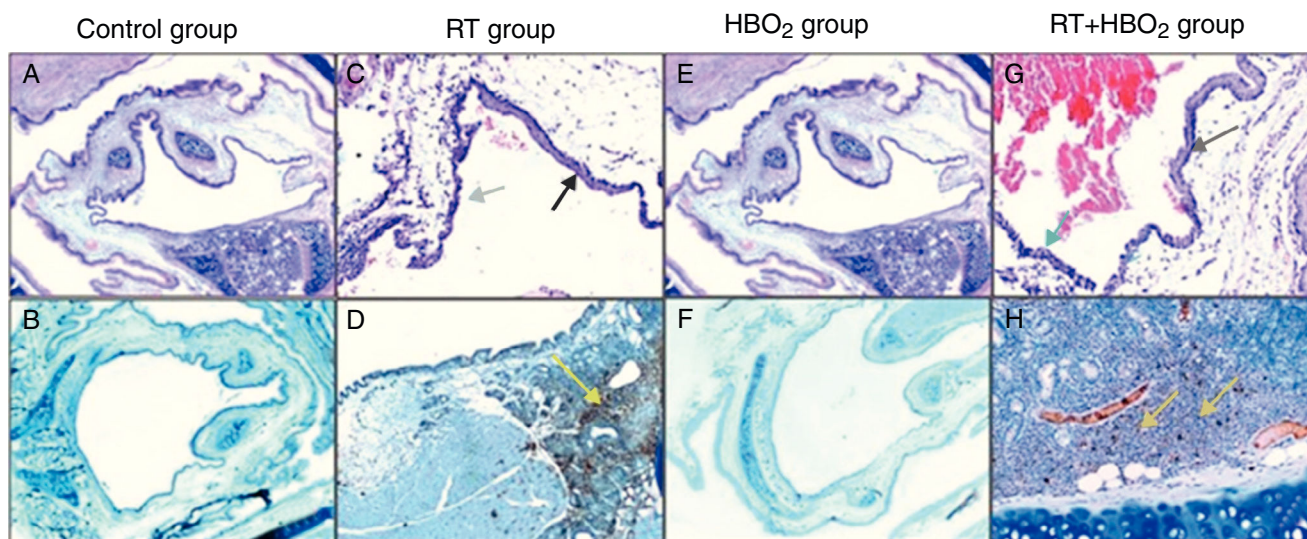 Control group RT group HBO₂ group RT+HBO₂ group
A C E G
B D F H